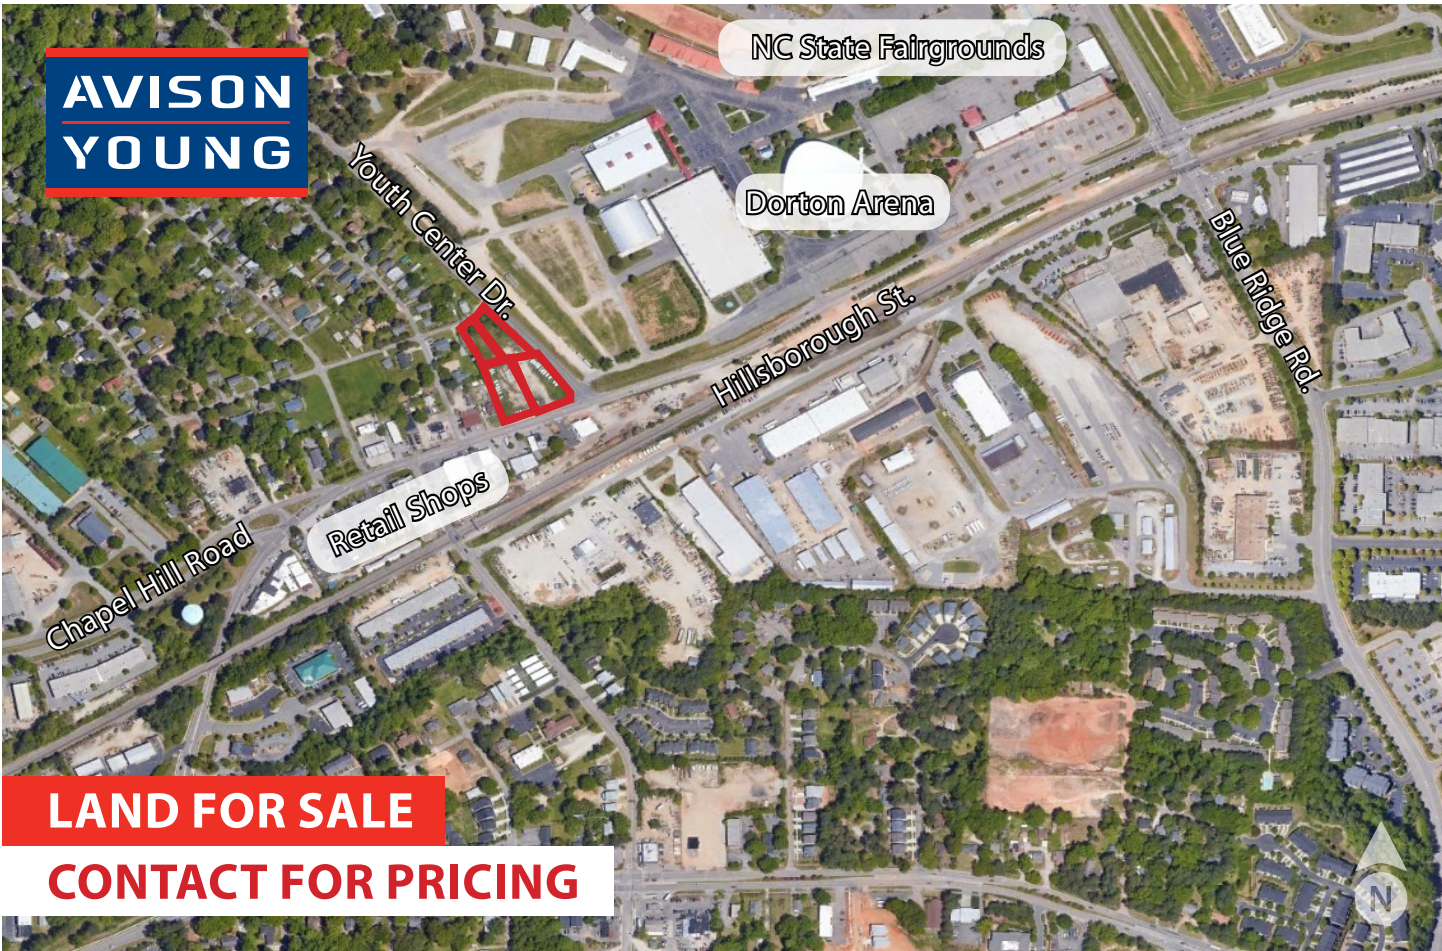 NC State Fairgrounds
AVISON
YOUNG
Youth Center Dr.
Dorton Arena
Blue Ridge Rd.
Hillsborough St.
Retail Shops
Chapel Hill Road
LAND FOR SALE
CONTACT FOR PRICING
N